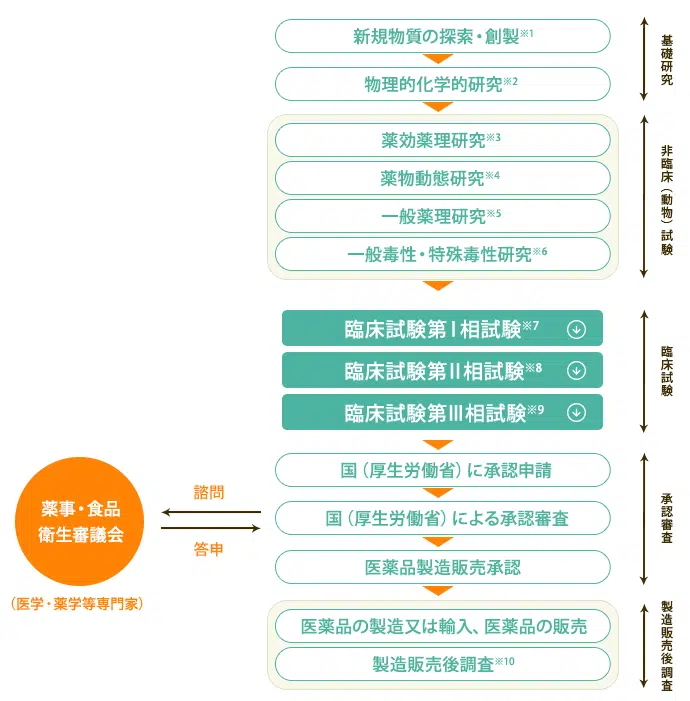 新規物質の探索・創製※1
物理的化学的研究※2
基礎研究
薬効薬理研究※3
薬物動態研究※4
一般薬理研究※5
一般毒性・特殊毒性研究※6
非臨床（動物）試験
臨床試験第Ⅰ相試験※7
臨床試験第Ⅱ相試験※8
臨床試験第Ⅲ相試験※9
臨床試験
国（厚生労働省）に承認申請
国（厚生労働省）による承認審査
医薬品製造販売承認
承認審査
薬事・食品
衛生審議会
（医学・薬学等専門家）
諮問
答申
医薬品の製造又は輸入、医薬品の販売
製造販売後調査※10
製造販売後調査